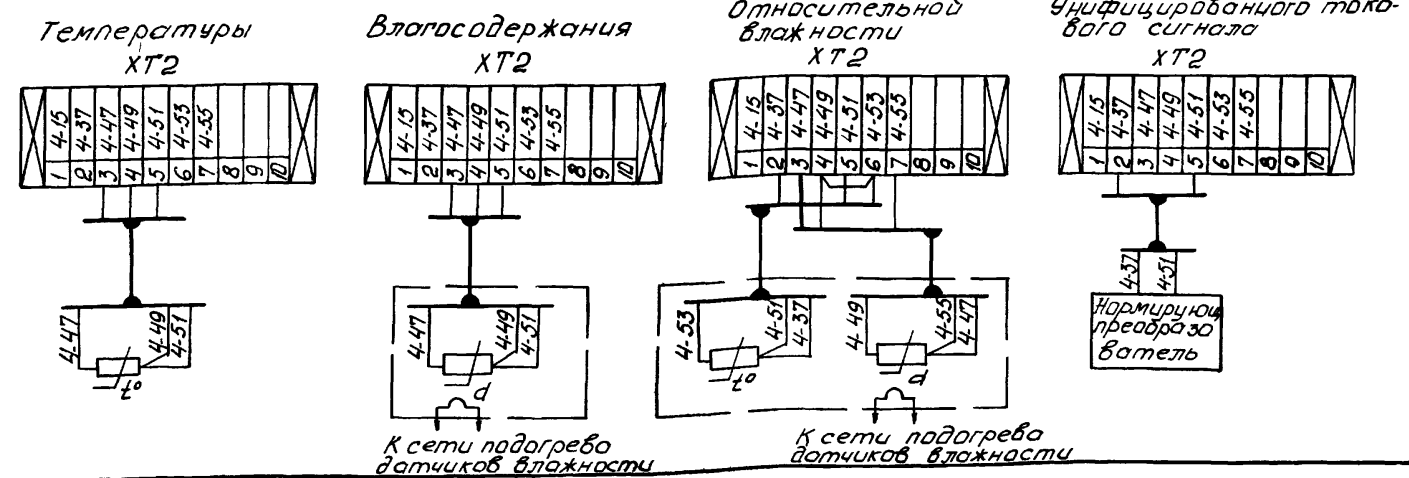 Температуры
ХТ2
4-15 4-37 4-47 4-49 4-51 4-53 4-55
1 2 3 4 5 6 7 8 9 10
4-47 4-49 4-51
t°
Влагосодержания
ХТ2
4-15 4-37 4-47 4-49 4-51 4-53 4-55
1 2 3 4 5 6 7 8 9 10
4-47 4-49 4-51
d
К сети подогрева
датчиков влажности
Относительной
влажности
ХТ2
4-15 4-37 4-47 4-49 4-51 4-53 4-55
1 2 3 4 5 6 7 8 9 10
4-53 4-51 4-37
t°
4-49 4-55 4-47
d
К сети подогрева
датчиков влажности
Унифицированного токо-
вого сигнала
ХТ2
4-15 4-37 4-47 4-49 4-51 4-53 4-55
1 2 3 4 5 6 7 8 9 10
4-37 4-51
Нормирующ
преобразо
ватель